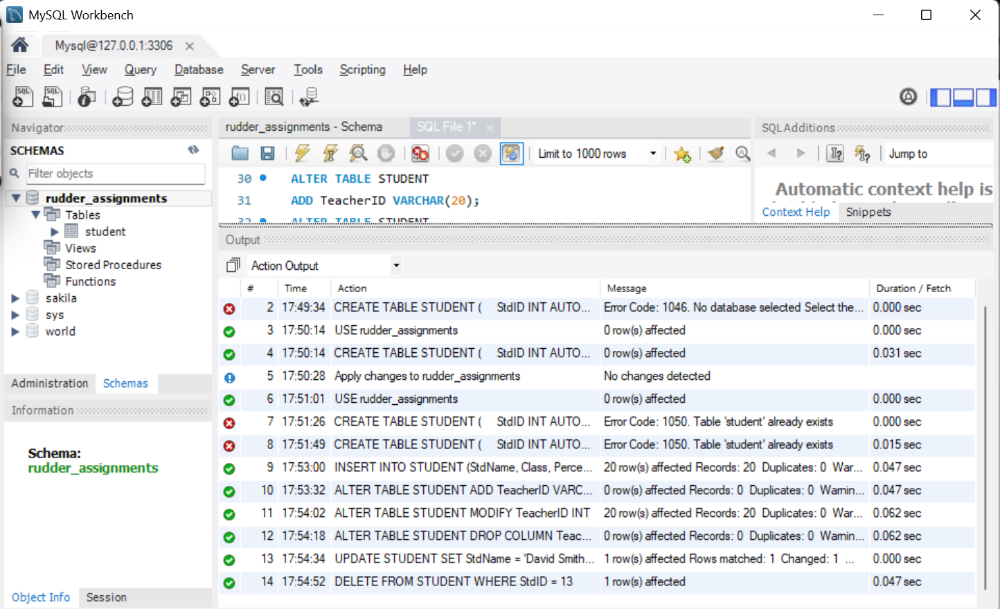 MySQL Workbench
Mysql@127.0.0.1:3306
File Edit View Query Database Server Tools Scripting Help
Navigator
SCHEMAS
Filter objects
rudder_assignments
Tables
student
Views
Stored Procedures
Functions
sakila
sys
world
Administration Schemas
Information
Schema:
rudder_assignments
Object Info Session
rudder_assignments - Schema SQL File 1*
Limit to 1000 rows
30 ALTER TABLE STUDENT
31 ADD TeacherID VARCHAR(20);
32 ALTER TABLE STUDENT
SQLAdditions
Jump to
Automatic context help is
Context Help Snippets
Output
Action Output
# Time Action Message Duration / Fetch
2 17:49:34 CREATE TABLE STUDENT ( StdID INT AUTO... Error Code: 1046. No database selected Select the... 0.000 sec
3 17:50:14 USE rudder_assignments 0 row(s) affected 0.000 sec
4 17:50:14 CREATE TABLE STUDENT ( StdID INT AUTO... 0 row(s) affected 0.031 sec
5 17:50:28 Apply changes to rudder_assignments No changes detected
6 17:51:01 USE rudder_assignments 0 row(s) affected 0.000 sec
7 17:51:26 CREATE TABLE STUDENT ( StdID INT AUTO... Error Code: 1050. Table 'student' already exists 0.000 sec
8 17:51:49 CREATE TABLE STUDENT ( StdID INT AUTO... Error Code: 1050. Table 'student' already exists 0.015 sec
9 17:53:00 INSERT INTO STUDENT (StdName, Class, Perce... 20 row(s) affected Records: 20 Duplicates: 0 War... 0.047 sec
10 17:53:32 ALTER TABLE STUDENT ADD TeacherID VARC... 0 row(s) affected Records: 0 Duplicates: 0 Warnin... 0.047 sec
11 17:54:02 ALTER TABLE STUDENT MODIFY TeacherID INT 20 row(s) affected Records: 20 Duplicates: 0 War... 0.062 sec
12 17:54:18 ALTER TABLE STUDENT DROP COLUMN Teac... 0 row(s) affected Records: 0 Duplicates: 0 Warnin... 0.062 sec
13 17:54:34 UPDATE STUDENT SET StdName = 'David Smith... 1 row(s) affected Rows matched: 1 Changed: 1 ... 0.000 sec
14 17:54:52 DELETE FROM STUDENT WHERE StdID = 13 1 row(s) affected 0.047 sec